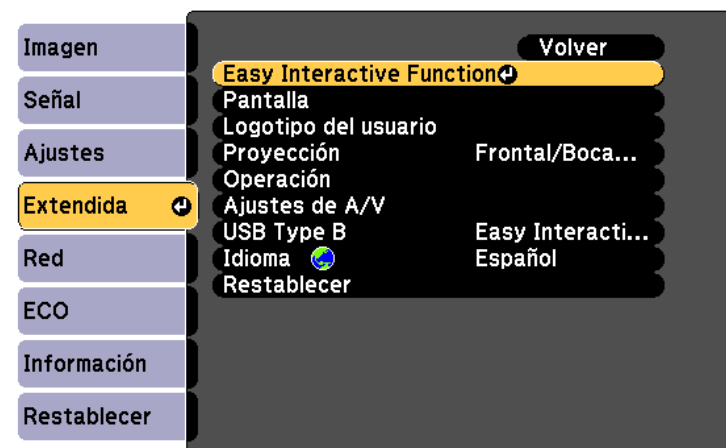 Imagen
Señal
Ajustes
Extendida
Red
ECO
Información
Restablecer
Volver
Easy Interactive Function
Pantalla
Logotipo del usuario
Proyección Frontal/Boca...
Operación
Ajustes de A/V
USB Type B Easy Interacti...
Idioma Español
Restablecer